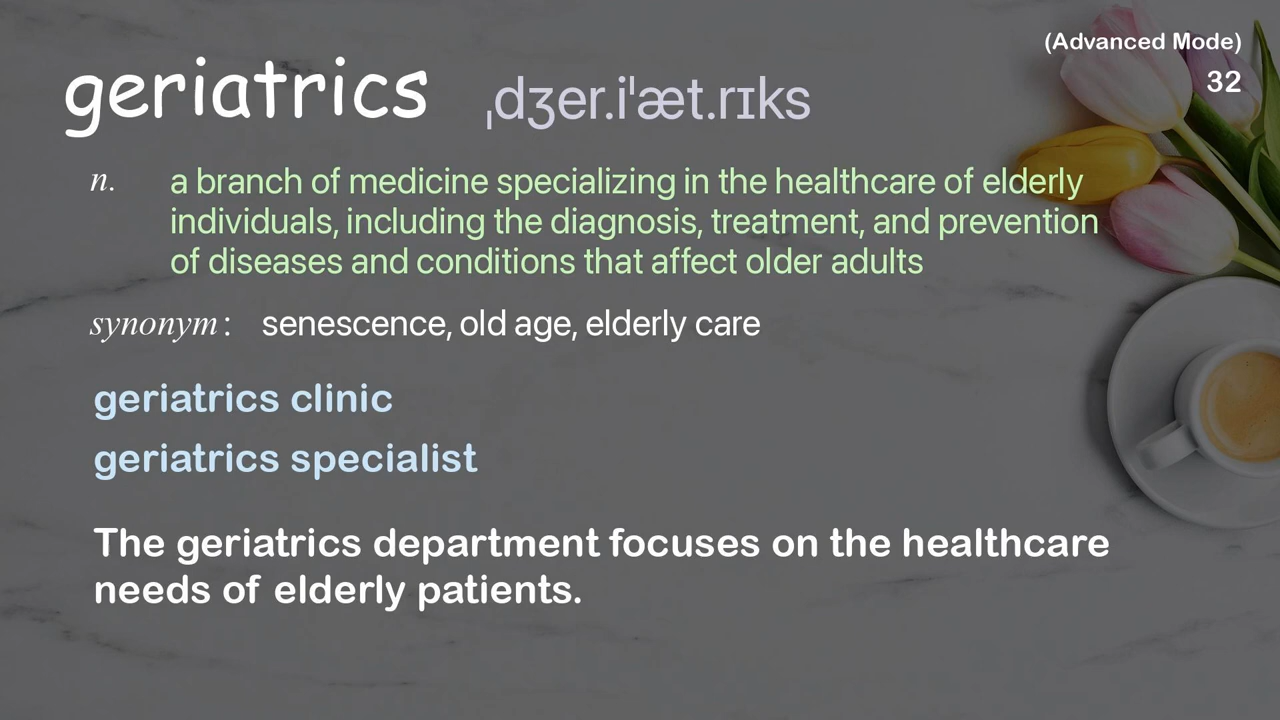 (Advanced Mode)
32
geriatrics ˌdʒer.iˈæt.rɪks
n. a branch of medicine specializing in the healthcare of elderly
individuals, including the diagnosis, treatment, and prevention
of diseases and conditions that affect older adults
synonym: senescence, old age, elderly care
geriatrics clinic
geriatrics specialist
The geriatrics department focuses on the healthcare
needs of elderly patients.